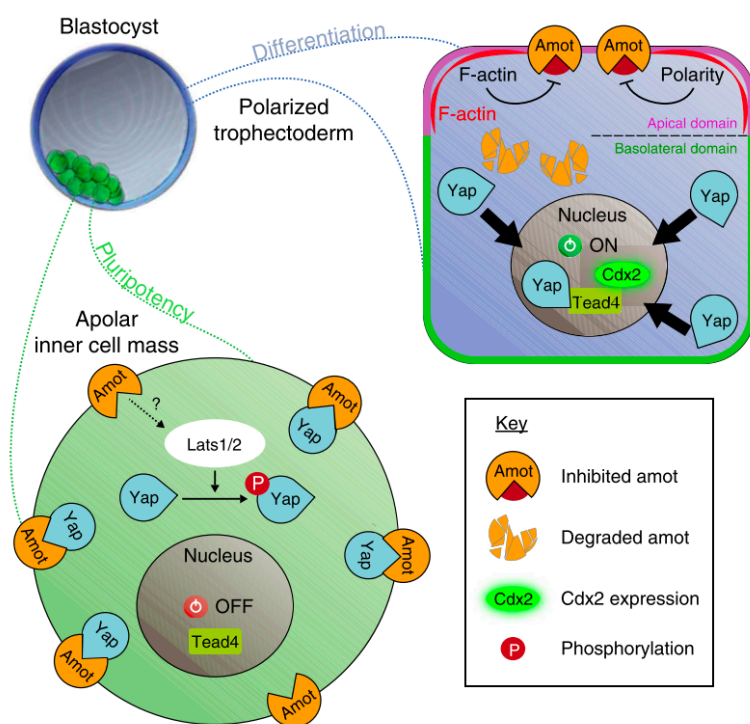 Blastocyst
Differentiation
Polarized
trophectoderm
Amot
Amot
F-actin
Polarity
F-actin
Apical domain
Basolateral domain
Yap
Yap
Nucleus
ON
Cdx2
Yap
Tead4
Yap
Pluripotency
Apolar
inner cell mass
Amot
?
Amot
Yap
Lats1/2
Yap
P
Yap
Yap
Amot
Yap
Amot
Nucleus
OFF
Tead4
Yap
Amot
Amot
Key
Amot
Inhibited amot
Degraded amot
Cdx2
Cdx2 expression
P
Phosphorylation